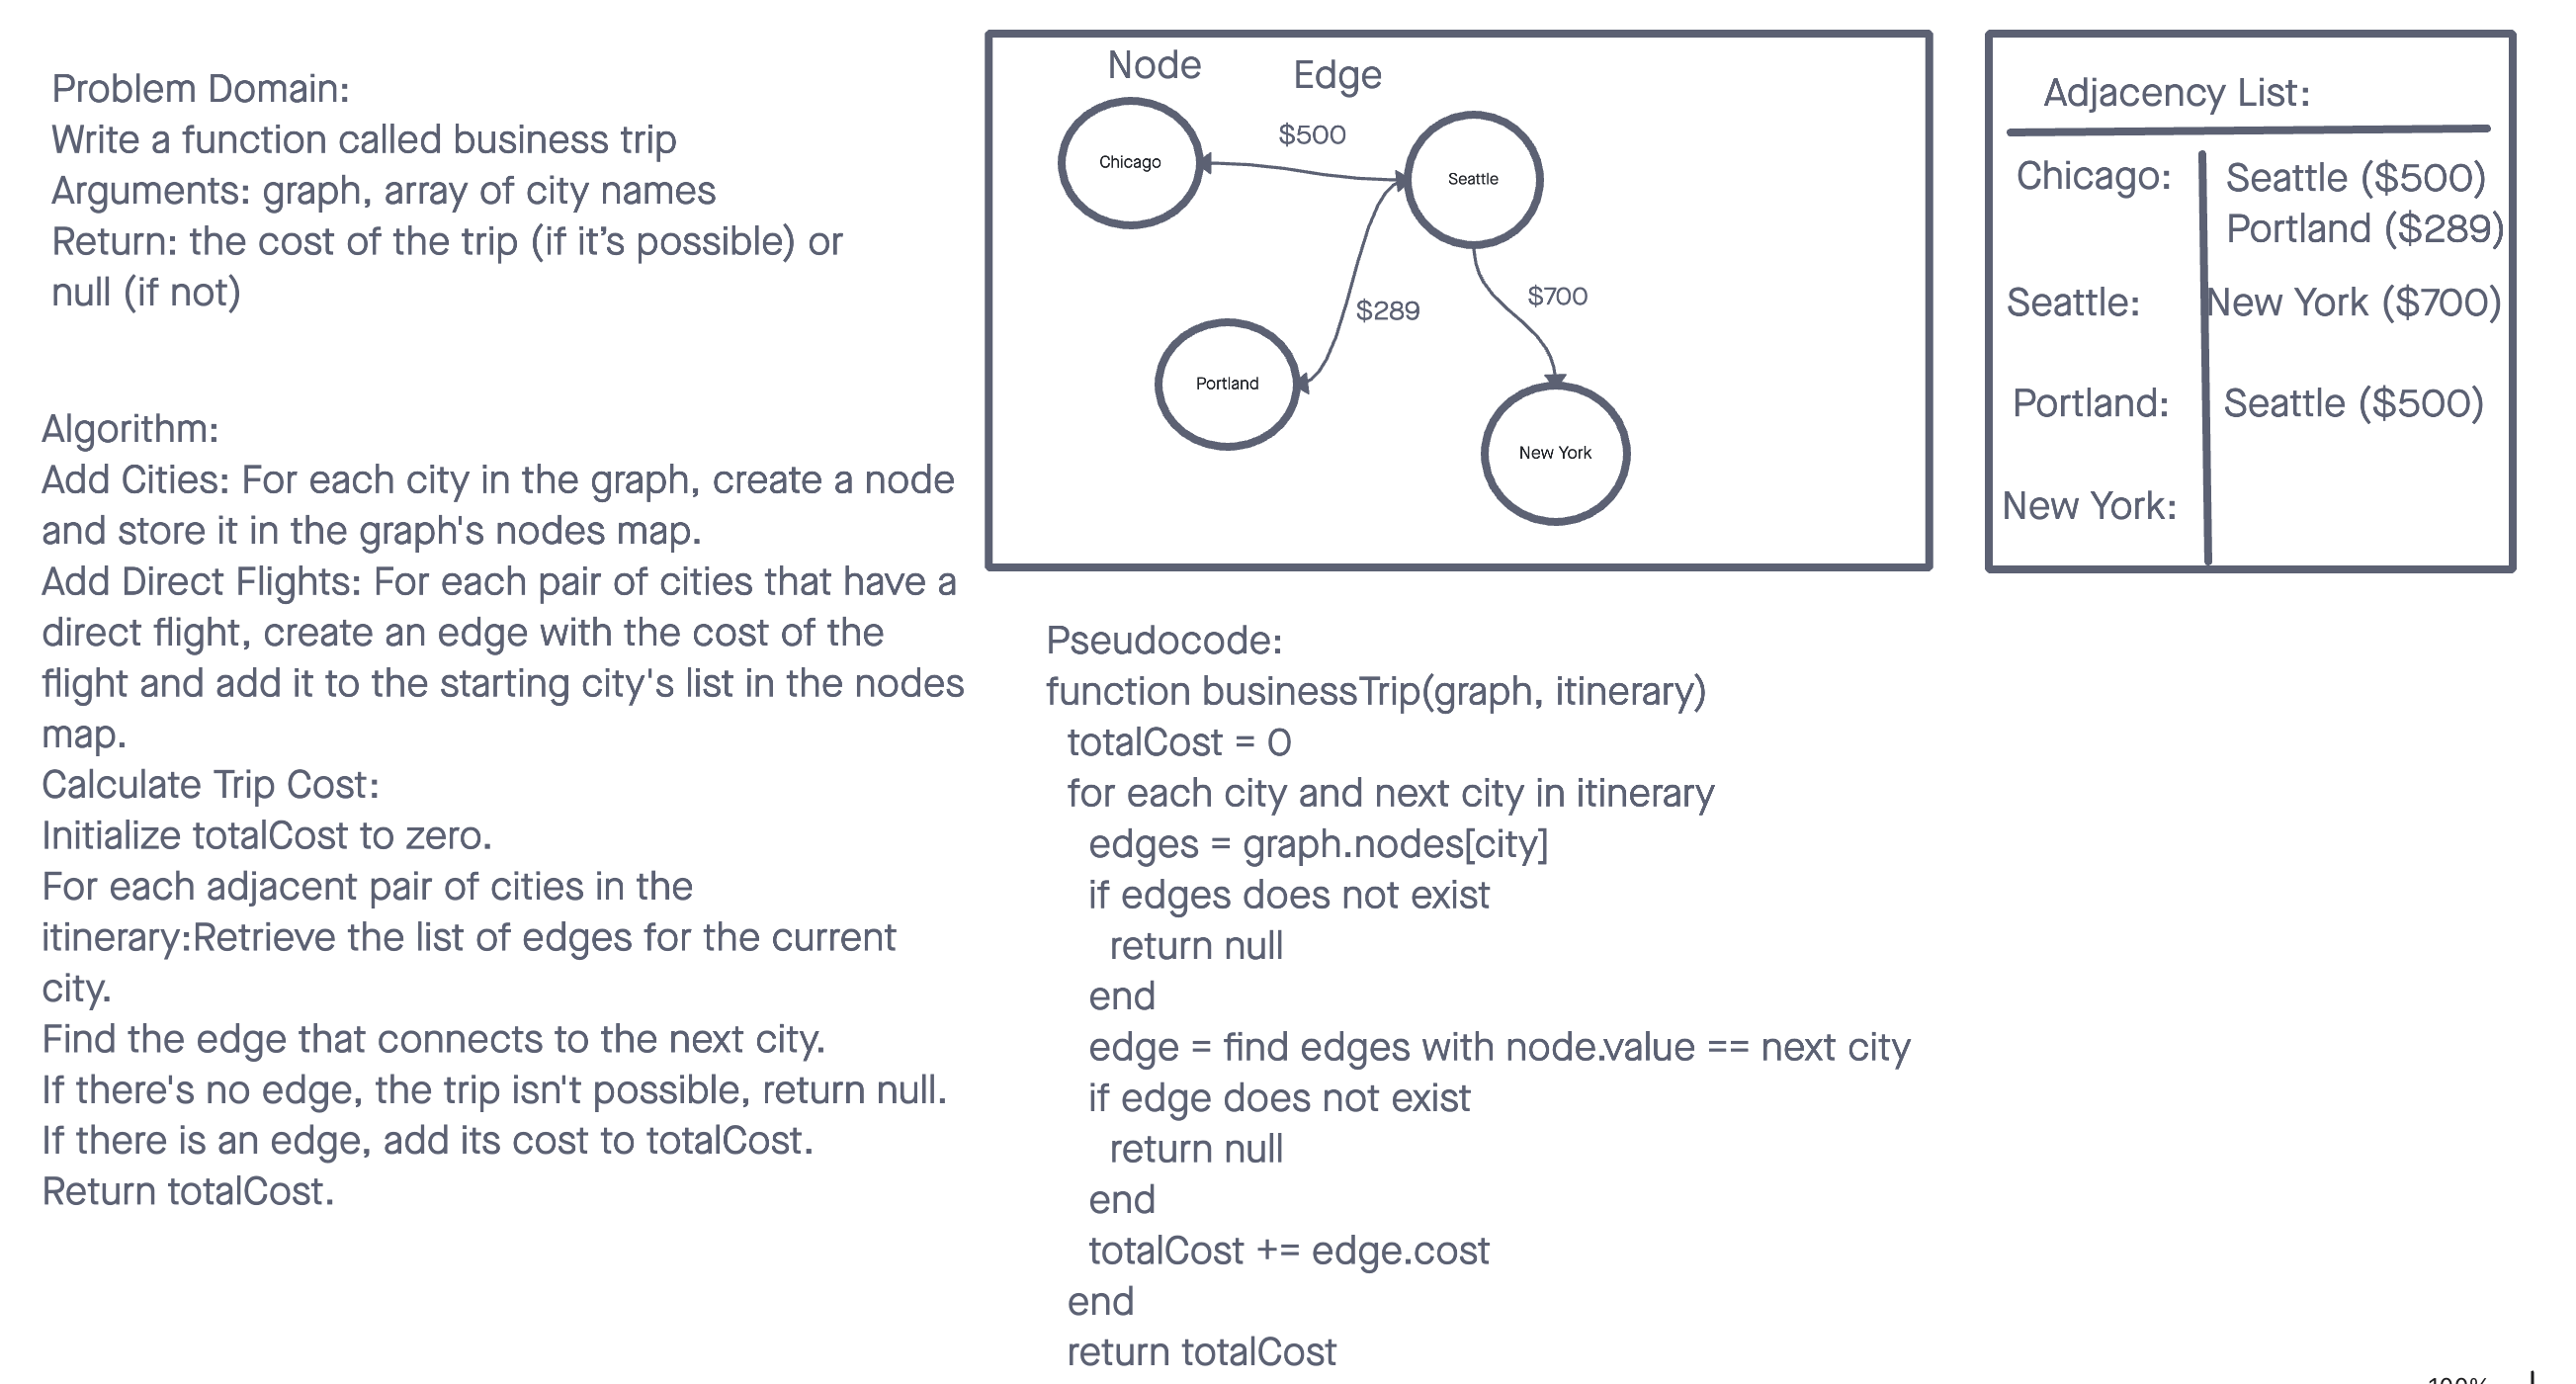 Problem Domain:
Write a function called business trip
Arguments: graph, array of city names
Return: the cost of the trip (if it’s possible) or
null (if not)
Algorithm:
Add Cities: For each city in the graph, create a node
and store it in the graph's nodes map.
Add Direct Flights: For each pair of cities that have a
direct flight, create an edge with the cost of the
flight and add it to the starting city's list in the nodes
map.
Calculate Trip Cost:
Initialize totalCost to zero.
For each adjacent pair of cities in the
itinerary:Retrieve the list of edges for the current
city.
Find the edge that connects to the next city.
If there's no edge, the trip isn't possible, return null.
If there is an edge, add its cost to totalCost.
Return totalCost.
Node
Edge
$500
Chicago
Seattle
$289
$700
Portland
New York
Adjacency List:
Chicago: Seattle ($500)
Portland ($289)
Seattle: New York ($700)
Portland: Seattle ($500)
New York:
Pseudocode:
function businessTrip(graph, itinerary)
totalCost = 0
for each city and next city in itinerary
edges = graph.nodes[city]
if edges does not exist
return null
end
edge = find edges with node.value == next city
if edge does not exist
return null
end
totalCost += edge.cost
end
return totalCost